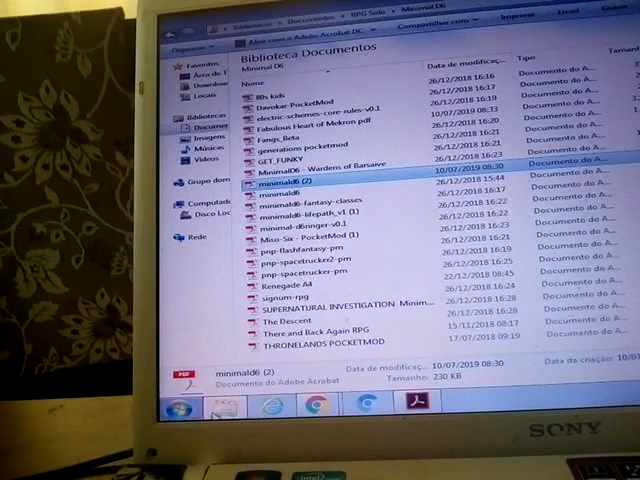 Bibliotecas Documentos RPG Solo Minimal D6
Organizar Abrir com o Adobe Acrobat DC Compartilhar com Imprimir Email
Biblioteca Documentos
Minimal D6
Nome Data de modificaç... Tipo
Favoritos
Área de T
Downloa
Locais
Bibliotecas
Documer
Imagens
Músicas
Vídeos
Grupo dom
Computado
Disco Loc
Rede
80s kids 26/12/2018 16:16 Documento do A...
Davokar-PocketMod 26/12/2018 16:17 Documento do A...
electric-schemes-core-rules-v0.1 26/12/2018 16:19 Documento do A...
Fabulous Heart of Mekron pdf 10/07/2019 08:33 Documento do A...
Fangs_Beta 26/12/2018 16:20 Documento do A...
generations pocketmod 26/12/2018 16:21 Documento do A...
GET_FUNKY 26/12/2018 16:21 Documento do A...
MinimalD6 - Wardens of Barsaive 26/12/2018 16:23 Documento do A...
minimald6 (2) 10/07/2019 08:30 Documento do A...
minimald6 26/12/2018 15:44 Documento do A...
minimald6-fantasy-classes 26/12/2018 16:17 Documento do A...
minimald6-lifepath_v1 (1) 26/12/2018 16:22 Documento do A...
minimal-d6ringer-v0.1 26/12/2018 16:22 Documento do A...
Miso-Six - PocketMod (1) 26/12/2018 16:23 Documento do A...
pnp-flashfantasy-pm 26/12/2018 16:21 Documento do A...
pnp-spacetrucker2-pm 26/12/2018 16:19 Documento do A...
pnp-spacetrucker-pm 26/12/2018 16:25 Documento do A...
Renegade A4 22/12/2018 08:45 Documento do A...
signum-rpg 26/12/2018 16:24 Documento do A...
SUPERNATURAL INVESTIGATION Minim... 26/12/2018 16:28 Documento do A...
The Descent 26/12/2018 16:28 Documento do A...
There and Back Again RPG 15/11/2018 08:17 Documento do A...
THRONELANDS POCKETMOD 17/07/2018 09:19 Documento do A...
PDF
minimald6 (2) Data de modificaç... 10/07/2019 08:30 Data da criação: 10/0
Documento do Adobe Acrobat Tamanho: 230 KB
SONY
intel